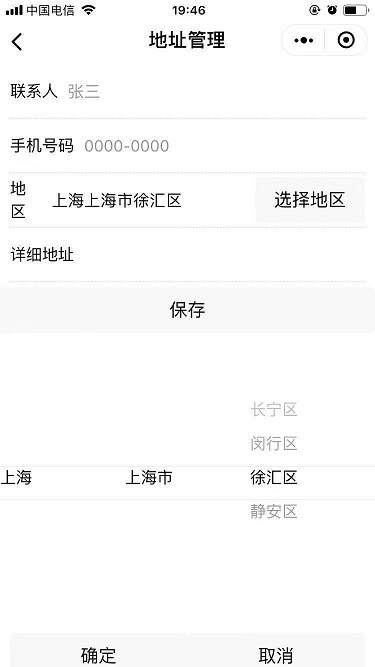 中国电信 19:46
地址管理
联系人 张三
手机号码 0000-0000
地区 上海上海市徐汇区 选择地区
详细地址
保存
长宁区
闵行区
上海 上海市 徐汇区
静安区
确定 取消